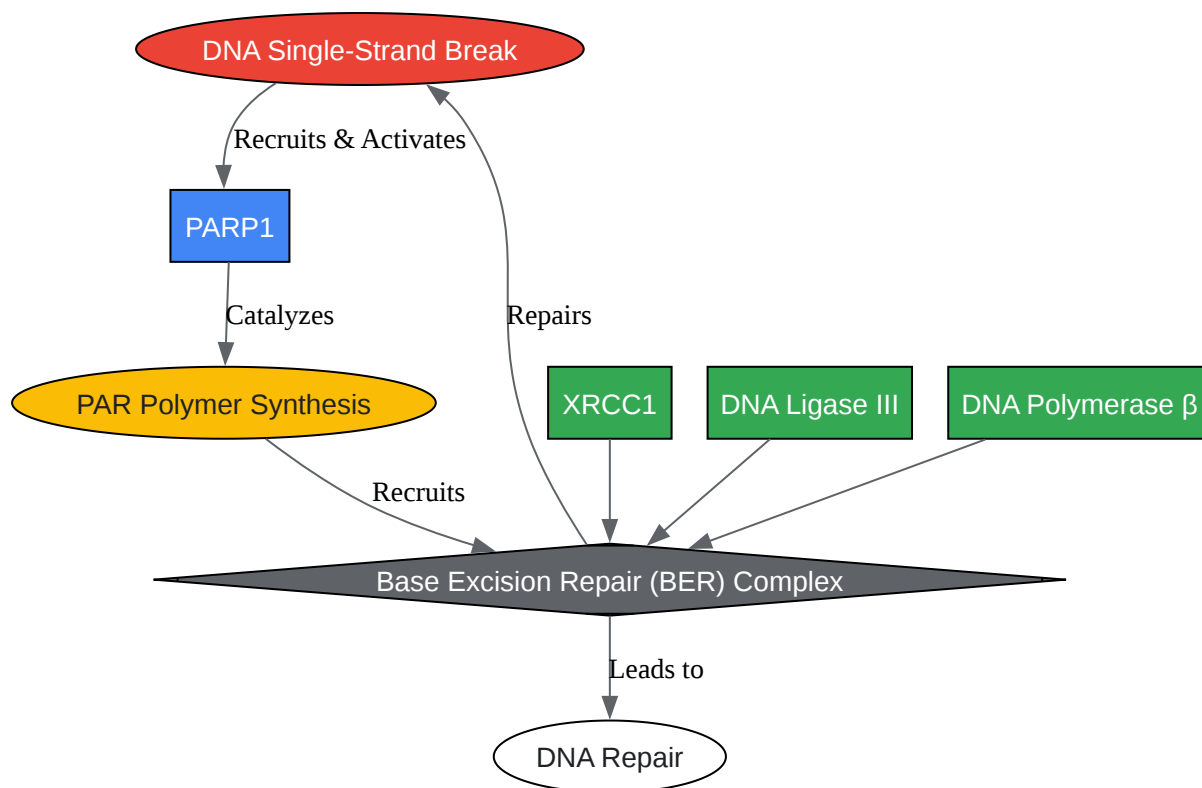 DNA Single-Strand Break
Recruits & Activates
PARP1
Catalyzes
Repairs
PAR Polymer Synthesis
XRCC1
DNA Ligase III
DNA Polymerase β
Recruits
Base Excision Repair (BER) Complex
Leads to
DNA Repair